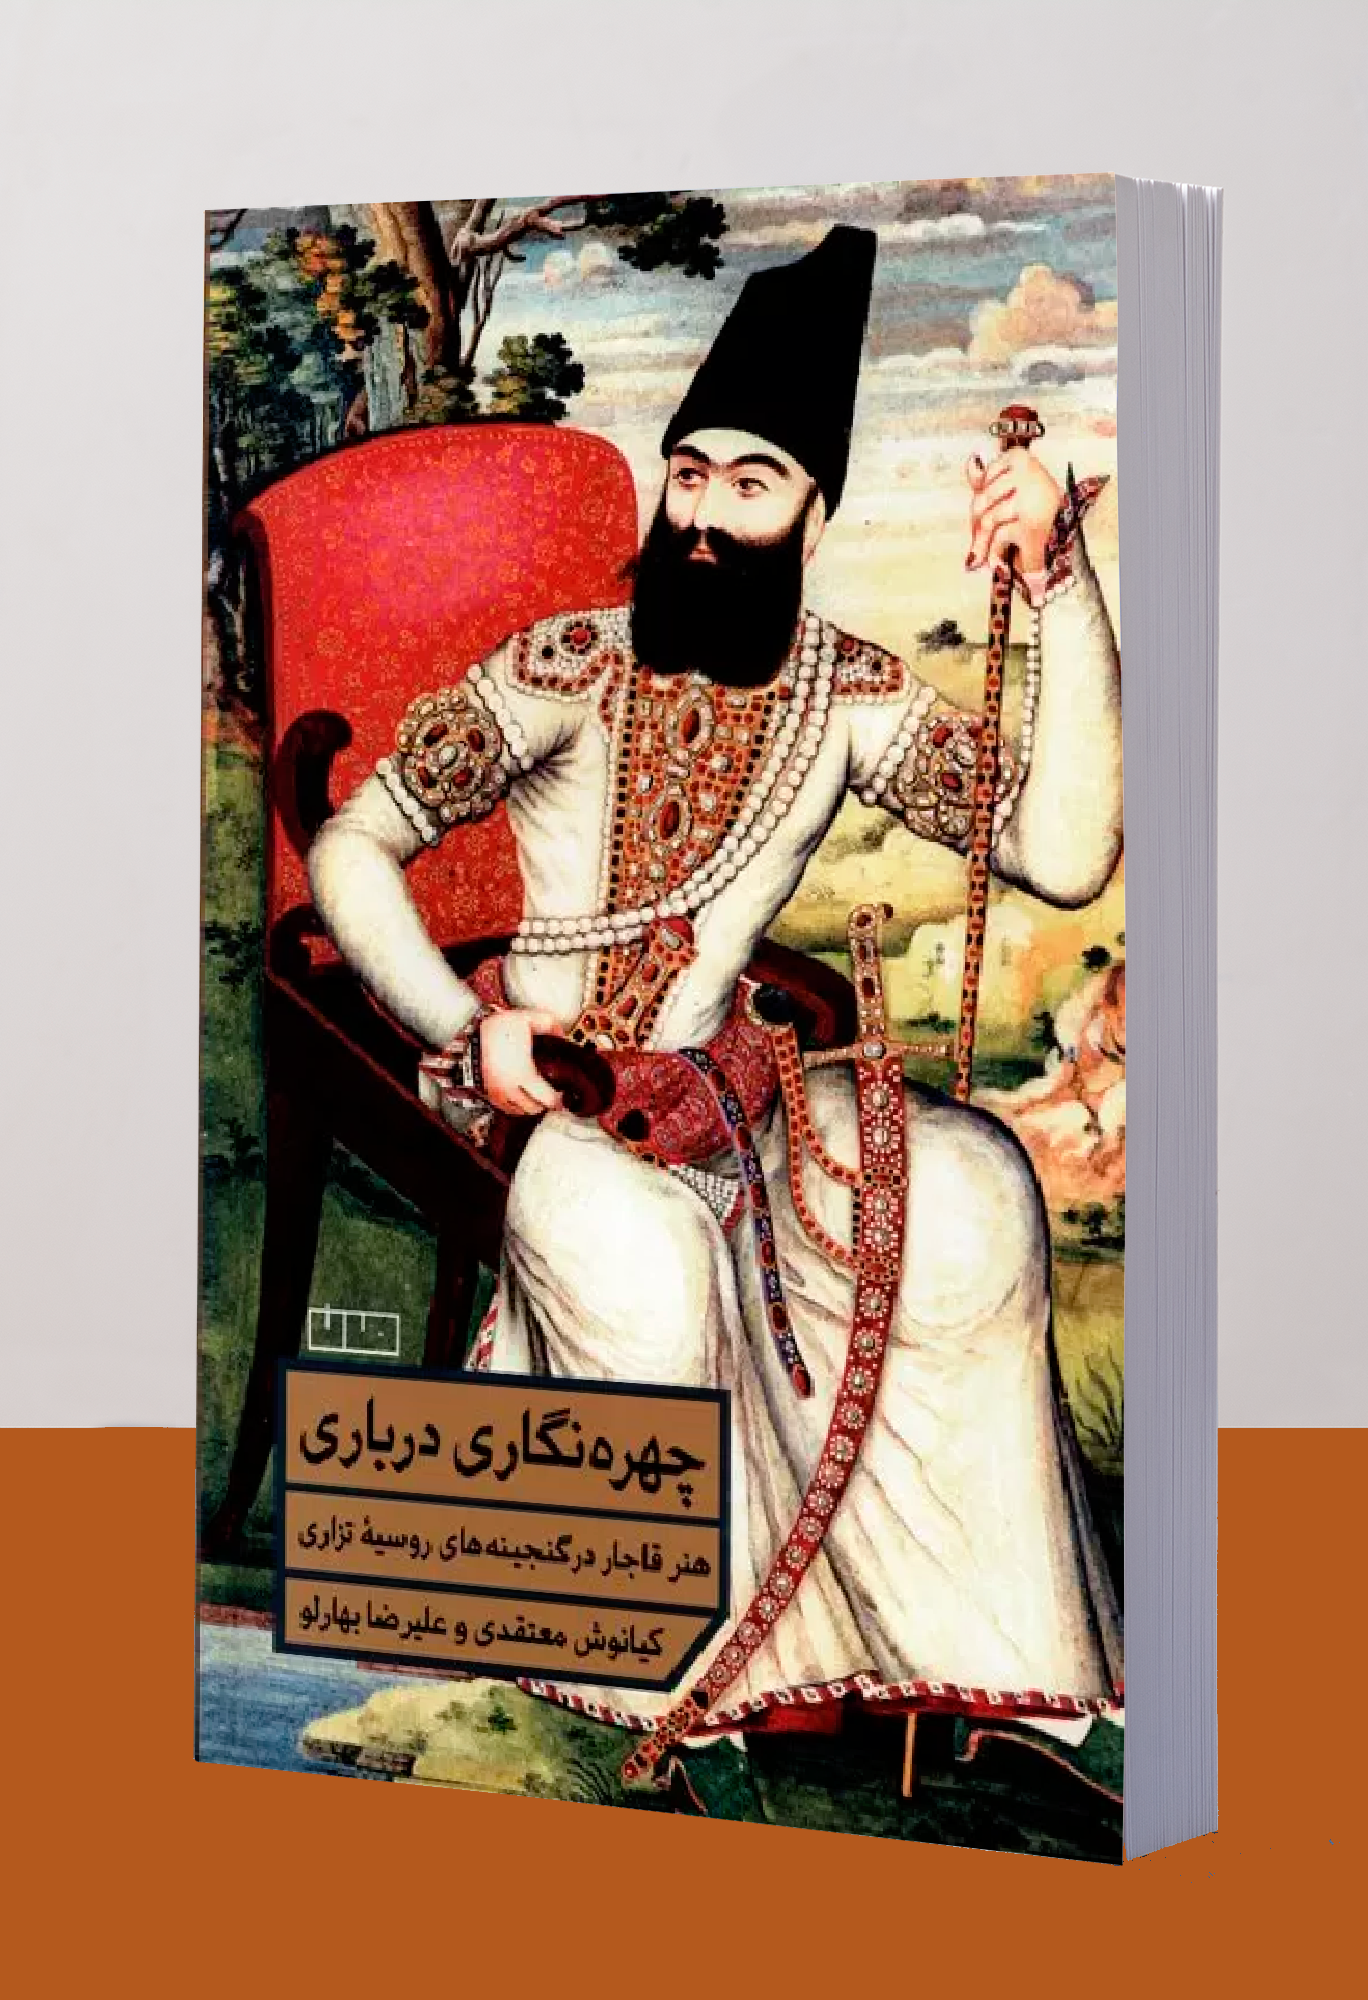 چهره‌نگاری درباری
هنر قاجار در گنجینه‌های روسیهٔ تزاری
کیانوش معتقدی و علیرضا بهارلو